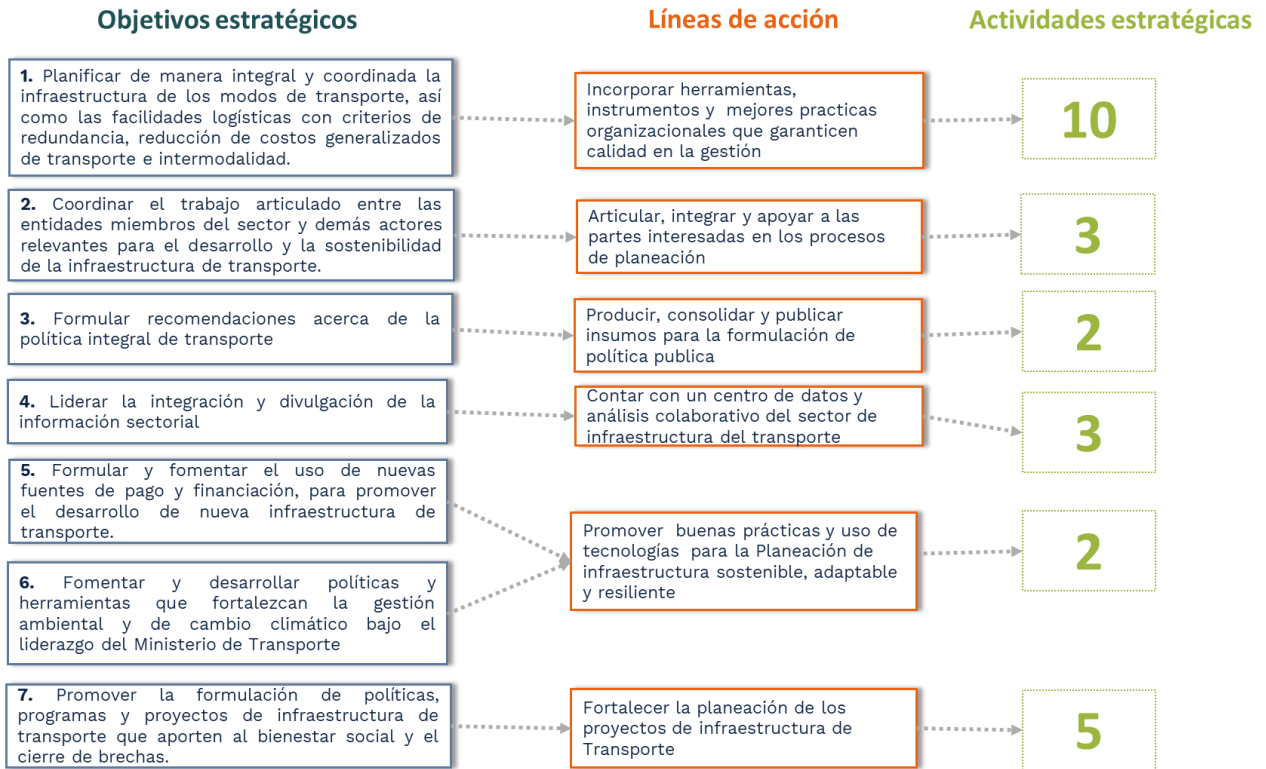 Objetivos estratégicos
Líneas de acción
Actividades estratégicas
1. Planificar de manera integral y coordinada la
infraestructura de los modos de transporte, así
como las facilidades logísticas con criterio de
redundancia, reducción de costos generalizados
de transporte e intermodalidad.
Incorporar herramientas,
instrumentos y mejores practicas
organizacionales que garanticen
calidad en la gestión
10
2. Coordinar el trabajo articulado entre las
entidades miembros del sector y demás actores
relevantes para el desarrollo y la sostenibilidad
de la infraestructura de transporte.
Articular, integrar y apoyar a las
partes interesadas en los procesos
de planeación
3
3. Formular recomendaciones acerca de la
política integral de transporte
Producir, consolidar y publicar
insumos para la formulación de
política publica
2
4. Liderar la integración y divulgación de la
información sectorial
Contar con un centro de datos y
análisis colaborativo del sector de
infraestructura del transporte
3
5. Formular y fomentar el uso de nuevas
fuentes de pago y financiación, para promover
el desarrollo de nueva infraestructura de
transporte.
6. Fomentar y desarrollar políticas y
herramientas que fortalezcan la gestión
ambiental y de cambio climático bajo el
liderazgo del Ministerio de Transporte
Promover buenas prácticas y uso de
tecnologías para la Planeación de
infraestructura sostenible, adaptable
y resiliente
2
7. Promover la formulación de políticas,
programas y proyectos de infraestructura de
transporte que aporten al bienestar social y el
cierre de brechas.
Fortalecer la planeación de los
proyectos de infraestructura de
Transporte
5